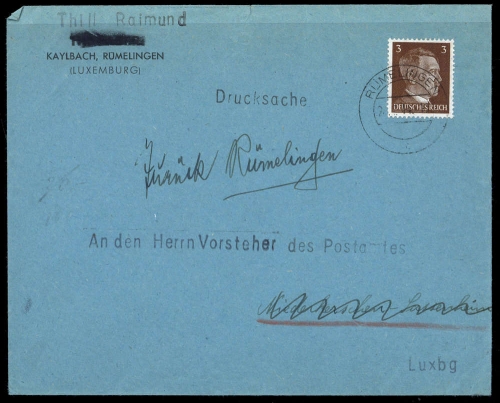 Thill Raimund
KAYLBACH, RÜMELINGEN
(LUXEMBURG)
3 3
DEUTSCHES REICH
RÜMELINGEN
Drucksache
Zurück Rümelingen
An den Herrn Vorsteher des Postamtes
Luxbg